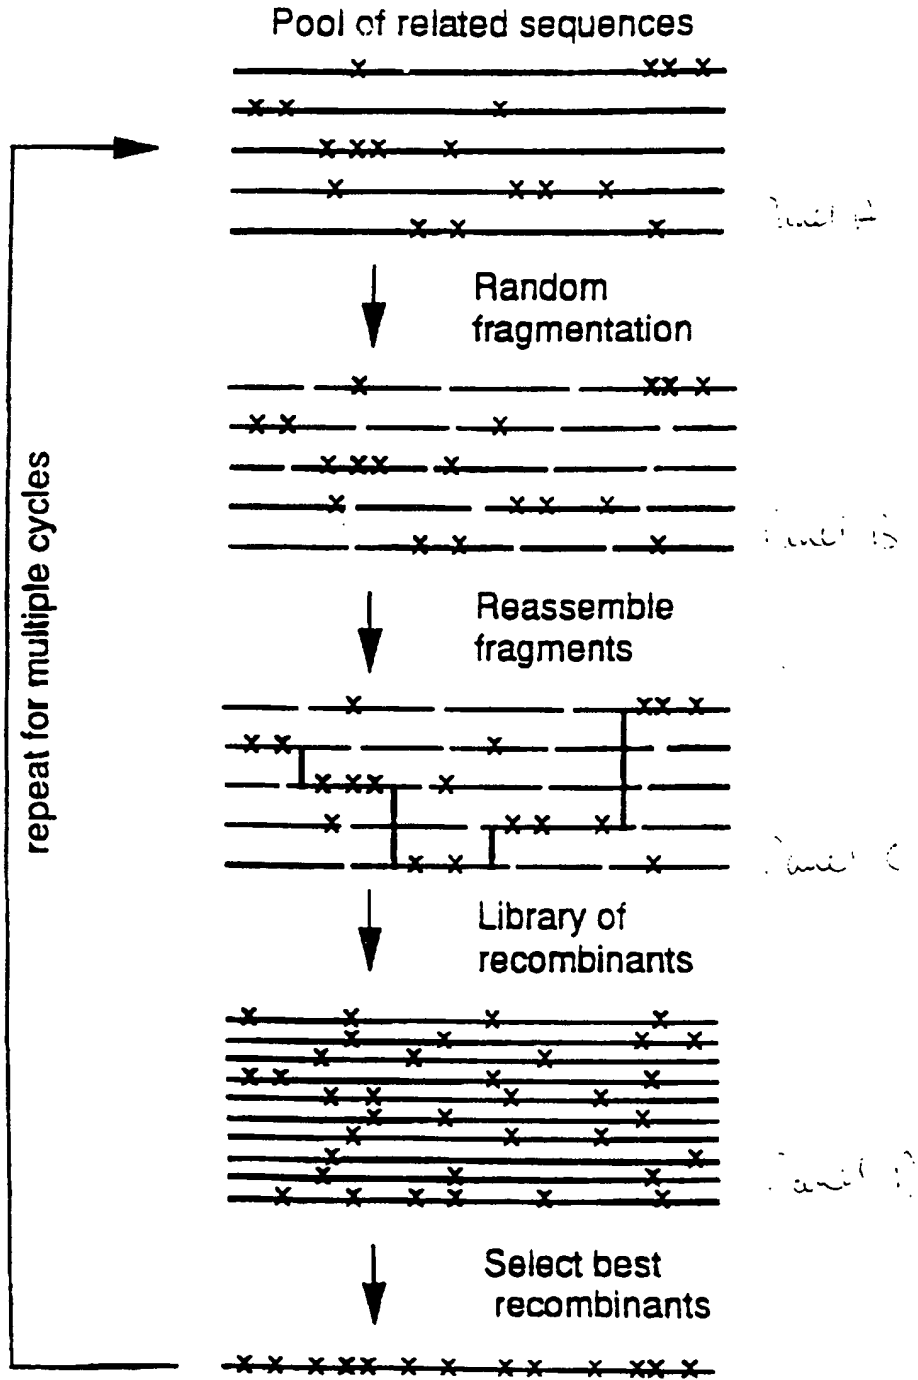 Pool of related sequences
Random
fragmentation
Reassemble
fragments
repeat for multiple cycles
Library of
recombinants
Select best
recombinants